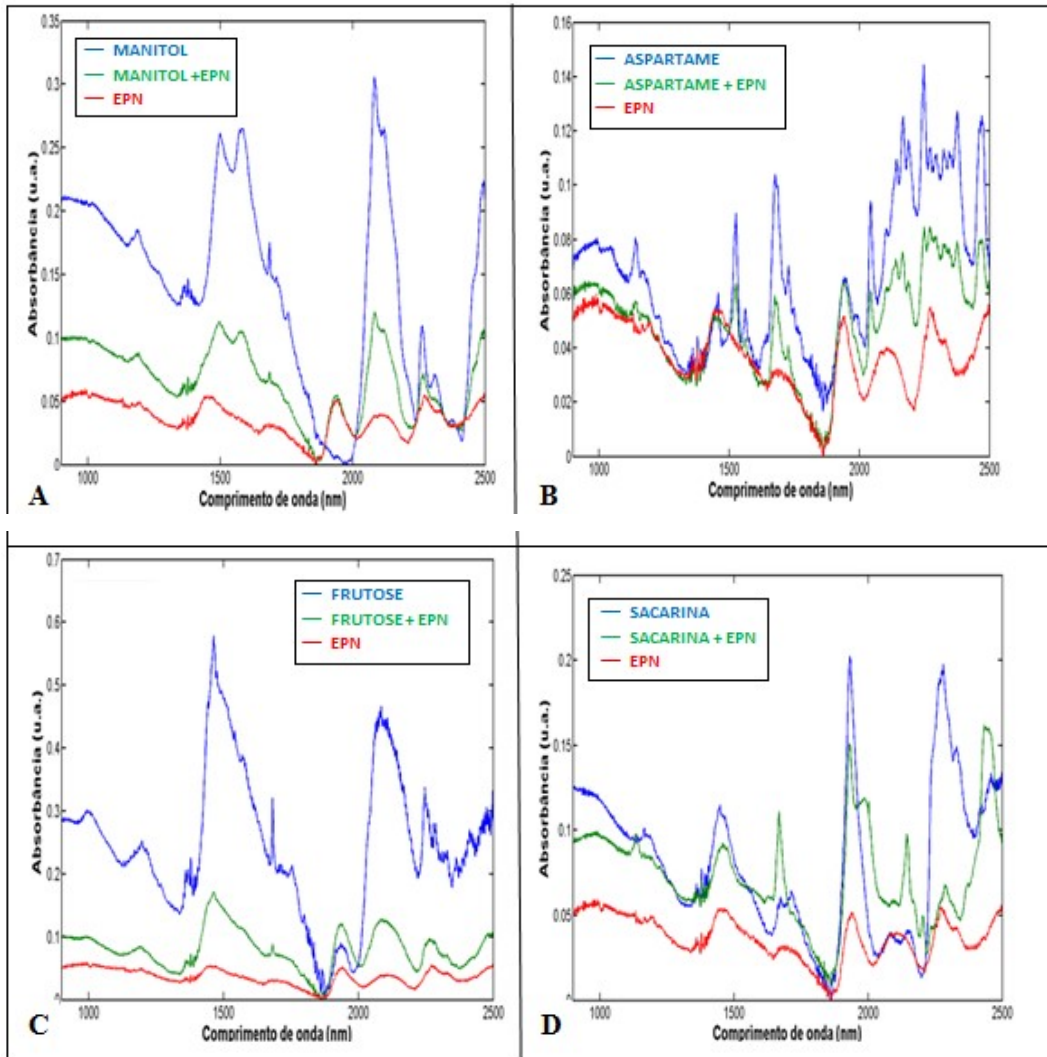 0.35
0.3
0.25
0.2
0.15
0.1
0.05
0
Absorbância (u.a.)
MANITOL
MANITOL +EPN
EPN
1000 1500 2000 2500
Comprimento de onda (nm)
A
0.16
0.14
0.12
0.1
0.08
0.06
0.04
0.02
0
Absorbância (u.a.)
ASPARTAME
ASPARTAME + EPN
EPN
1000 1500 2000 2500
Comprimento de onda (nm)
B
0.7
0.6
0.5
0.4
0.3
0.2
0.1
0
Absorbância (u.a.)
FRUTOSE
FRUTOSE + EPN
EPN
1000 1500 2000 2500
Comprimento de onda (nm)
C
0.25
0.2
0.15
0.1
0.05
0
Absorbância (u.a.)
SACARINA
SACARINA + EPN
EPN
1000 1500 2000 2500
Comprimento de onda (nm)
D